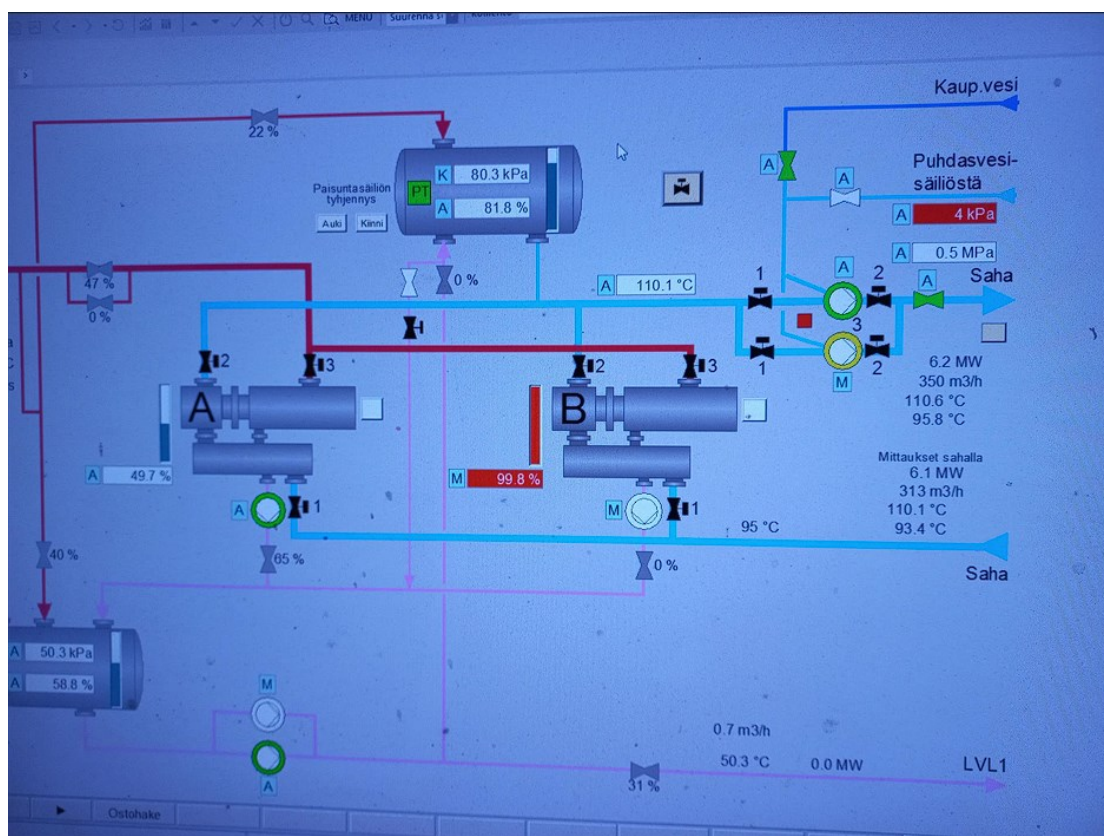 MENU Suurenna si
Kaup.vesi
22 %
K 80.3 kPa
PT
A 81.8 %
Paisuntasäiliön
tyhjennys
Auki Kiinni
A
A
Puhdasvesi-
säiliöstä
A 4 kPa
A 0.5 MPa
47 %
0 %
0 %
A 110.1 °C
1
A
2
A
Saha
3
1
2
M
2
3
2
3
A
B
6.2 MW
350 m3/h
110.6 °C
95.8 °C
A 49.7 %
M 99.8 %
Mittaukset sahalla
6.1 MW
313 m3/h
110.1 °C
93.4 °C
A
1
M
1
95 °C
40 %
65 %
0 %
Saha
A 50.3 kPa
A 58.8 %
M
A
0.7 m3/h
50.3 °C 0.0 MW
LVL1
31 %
Ostohake